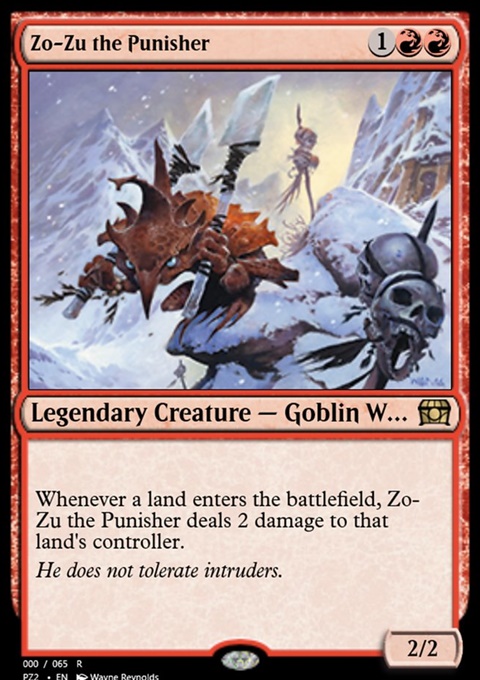 Zo-Zu the Punisher 1
Legendary Creature — Goblin W...
Whenever a land enters the battlefield, Zo-
Zu the Punisher deals 2 damage to that
land's controller.
He does not tolerate intruders.
2/2
000 / 065 R
PZ2 • EN Wayne Reynolds